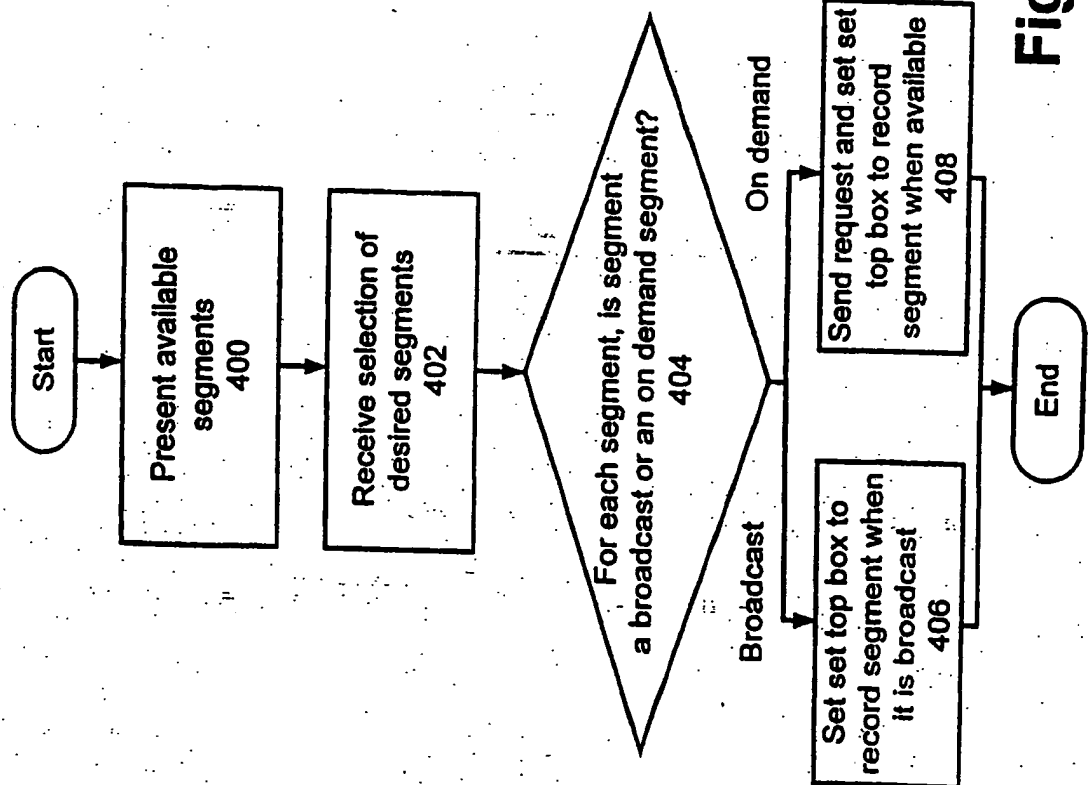 Start
Present available
segments
400
Receive selection of
desired segments
402
For each segment, is segment
a broadcast or an on demand segment?
404
Broadcast
On demand
Set set top box to
record segment when
it is broadcast
406
Send request and set set
top box to record
segment when available
408
End
Fig